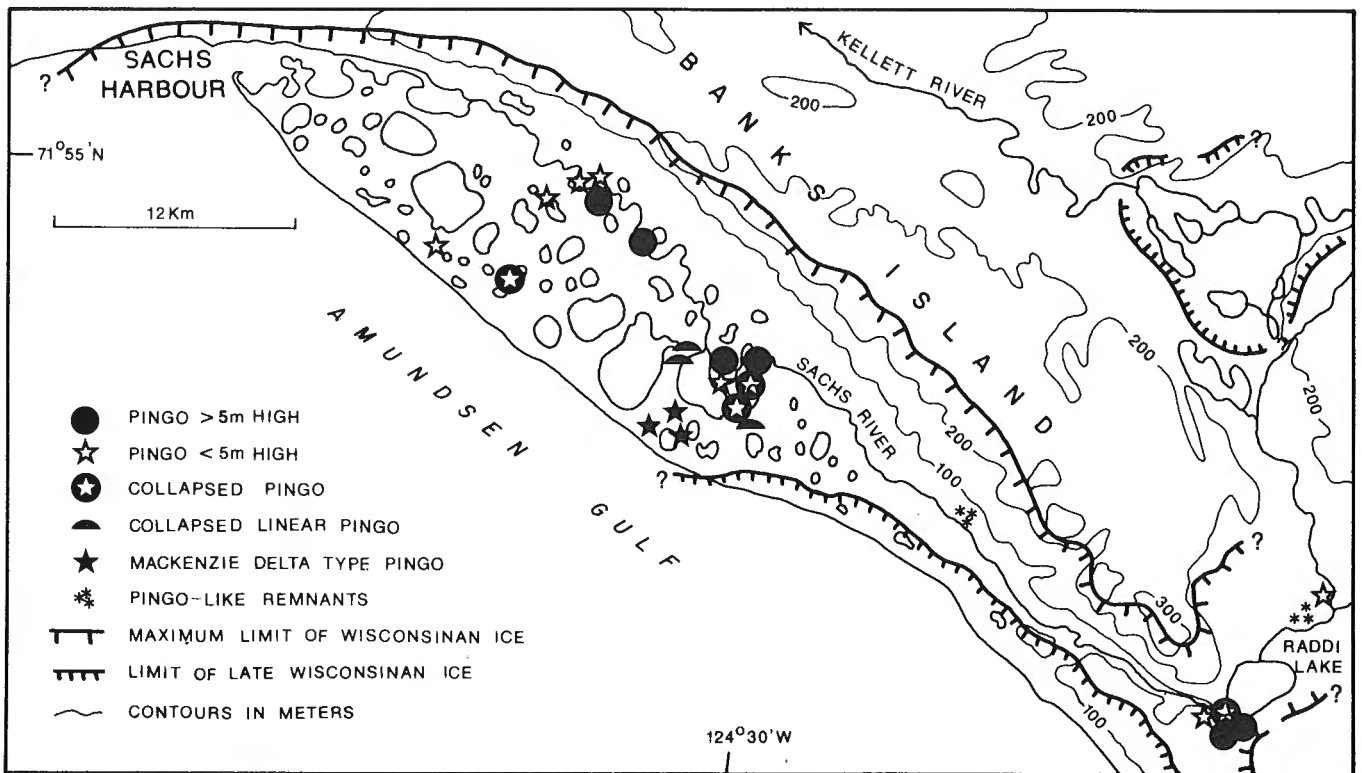 SACHS
HARBOUR
?
71°55'N
12 Km
BANKS ISLAND
KELLETT RIVER
200
200
?
200
200
200
100
300
?
SACHS RIVER
AMUNDSEN GULF
?
RADDI
LAKE
?
100
124°30'W
PINGO >5m HIGH
PINGO <5m HIGH
COLLAPSED PINGO
COLLAPSED LINEAR PINGO
MACKENZIE DELTA TYPE PINGO
PINGO-LIKE REMNANTS
MAXIMUM LIMIT OF WISCONSINAN ICE
LIMIT OF LATE WISCONSINAN ICE
CONTOURS IN METERS